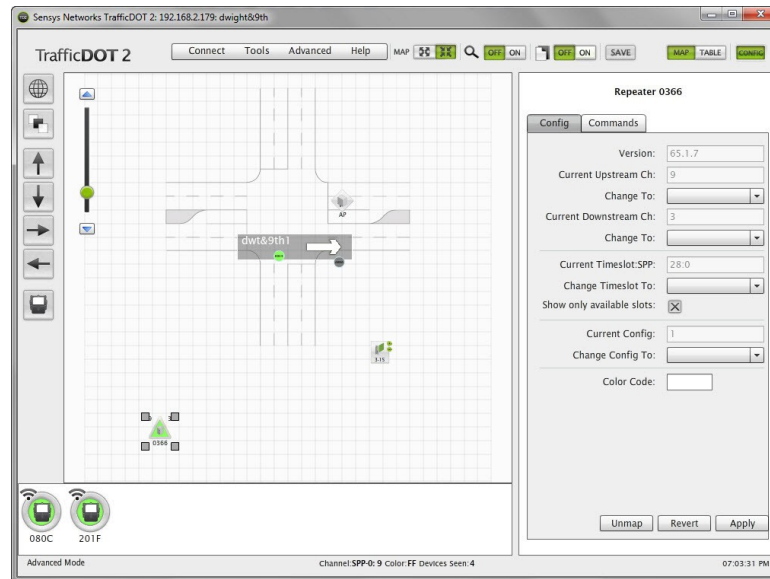 Sensys Networks TrafficDOT 2: 192.168.2.179: dwight&9th
TrafficDOT 2
Connect Tools Advanced Help MAP OFF ON OFF ON SAVE MAP TABLE CONFIG
Repeater 0366
Config Commands
Version: 65.1.7
Current Upstream Ch: 9
Change To:
Current Downstream Ch: 3
Change To:
Current Timeslot:SPP: 28:0
Change Timeslot To:
Show only available slots:
Current Config: 1
Change Config To:
Color Code:
AP
dwt&9th1
3-15
0366
080C 201F
Unmap Revert Apply
Advanced Mode Channel:SPP-0: 9 Color:FF Devices Seen: 4 07:03:31 PM